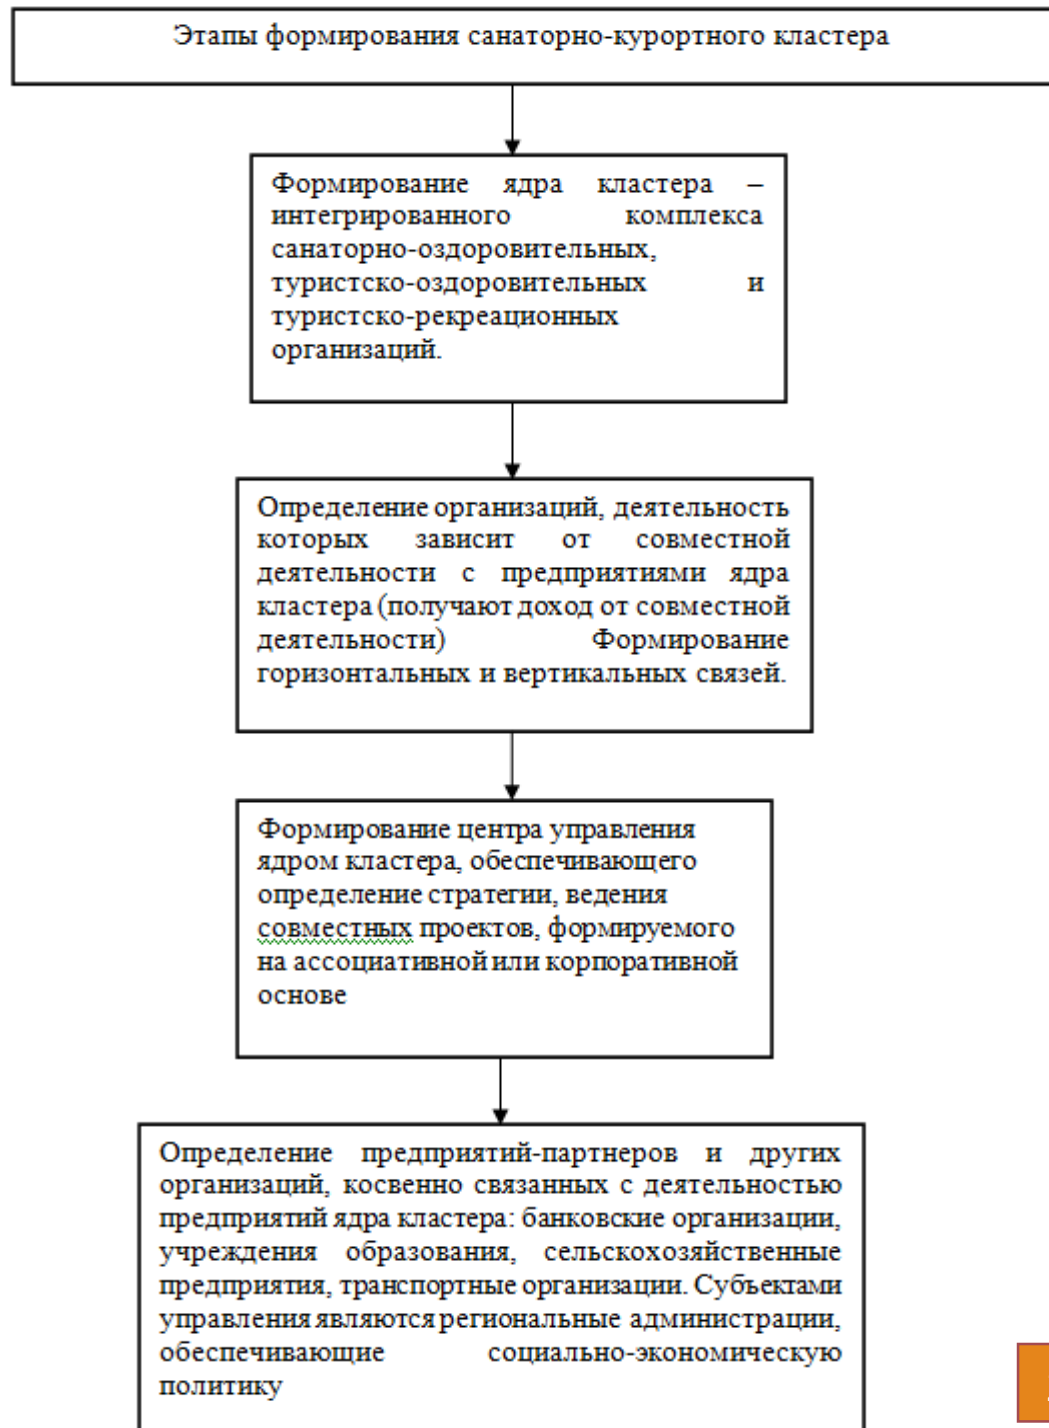 Этапы формирования санаторно-курортного кластера
Формирование ядра кластера –
интегрированного комплекса
санаторно-оздоровительных,
туристско-оздоровительных и
туристско-рекреационных
организаций.
Определение организаций, деятельность
которых зависит от совместной
деятельности с предприятиями ядра
кластера (получают доход от совместной
деятельности) Формирование
горизонтальных и вертикальных связей.
Формирование центра управления
ядром кластера, обеспечивающего
определение стратегии, ведения
совместных проектов, формируемого
на ассоциативной или корпоративной
основе
Определение предприятий-партнеров и других
организаций, косвенно связанных с деятельностью
предприятий ядра кластера: банковские организации,
учреждения образования, сельскохозяйственные
предприятия, транспортные организации. Субъектами
управления являются региональные администрации,
обеспечивающие социально-экономическую
политику